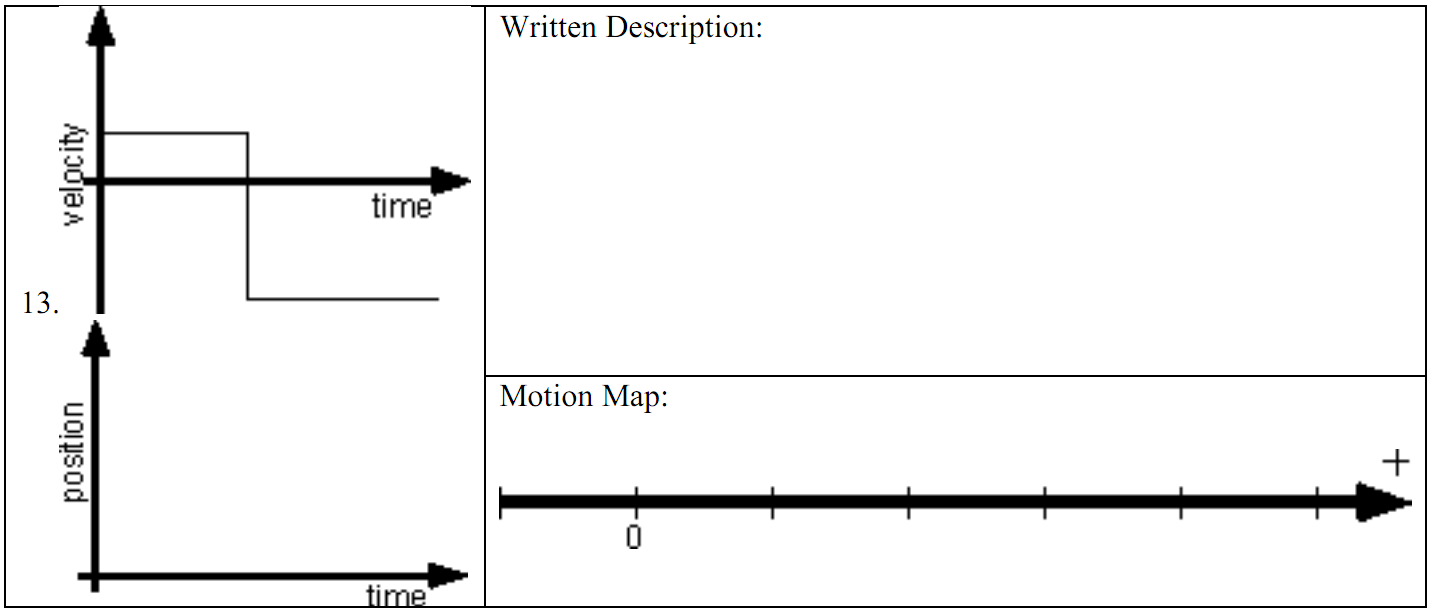 velocity
time
13.
position
time
Written Description:
Motion Map:
+
0